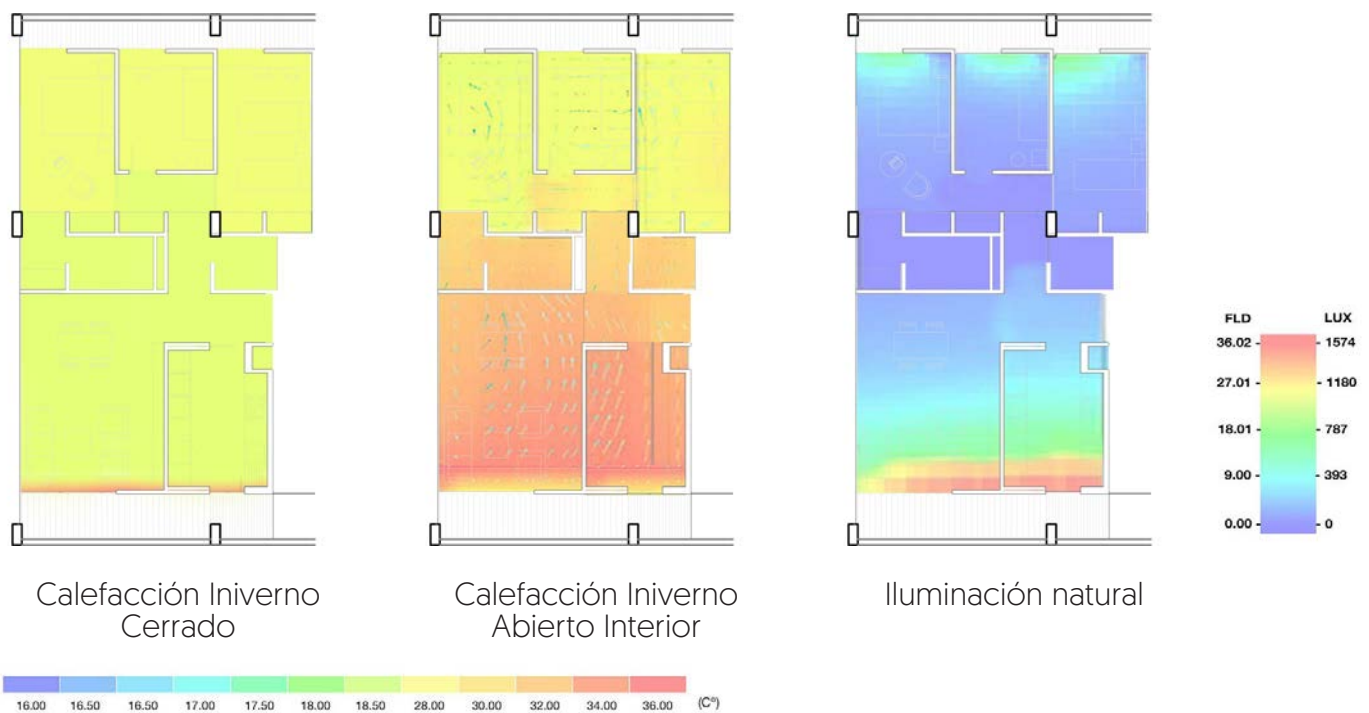 FLD LUX
36.02 1574
27.01 1180
18.01 787
9.00 393
0.00 0
Calefacción Iniverno
Cerrado
Calefacción Iniverno
Abierto Interior
Iluminación natural
16.00 16.50 16.50 17.00 17.50 18.00 18.50 28.00 30.00 32.00 34.00 36.00 (Cº)